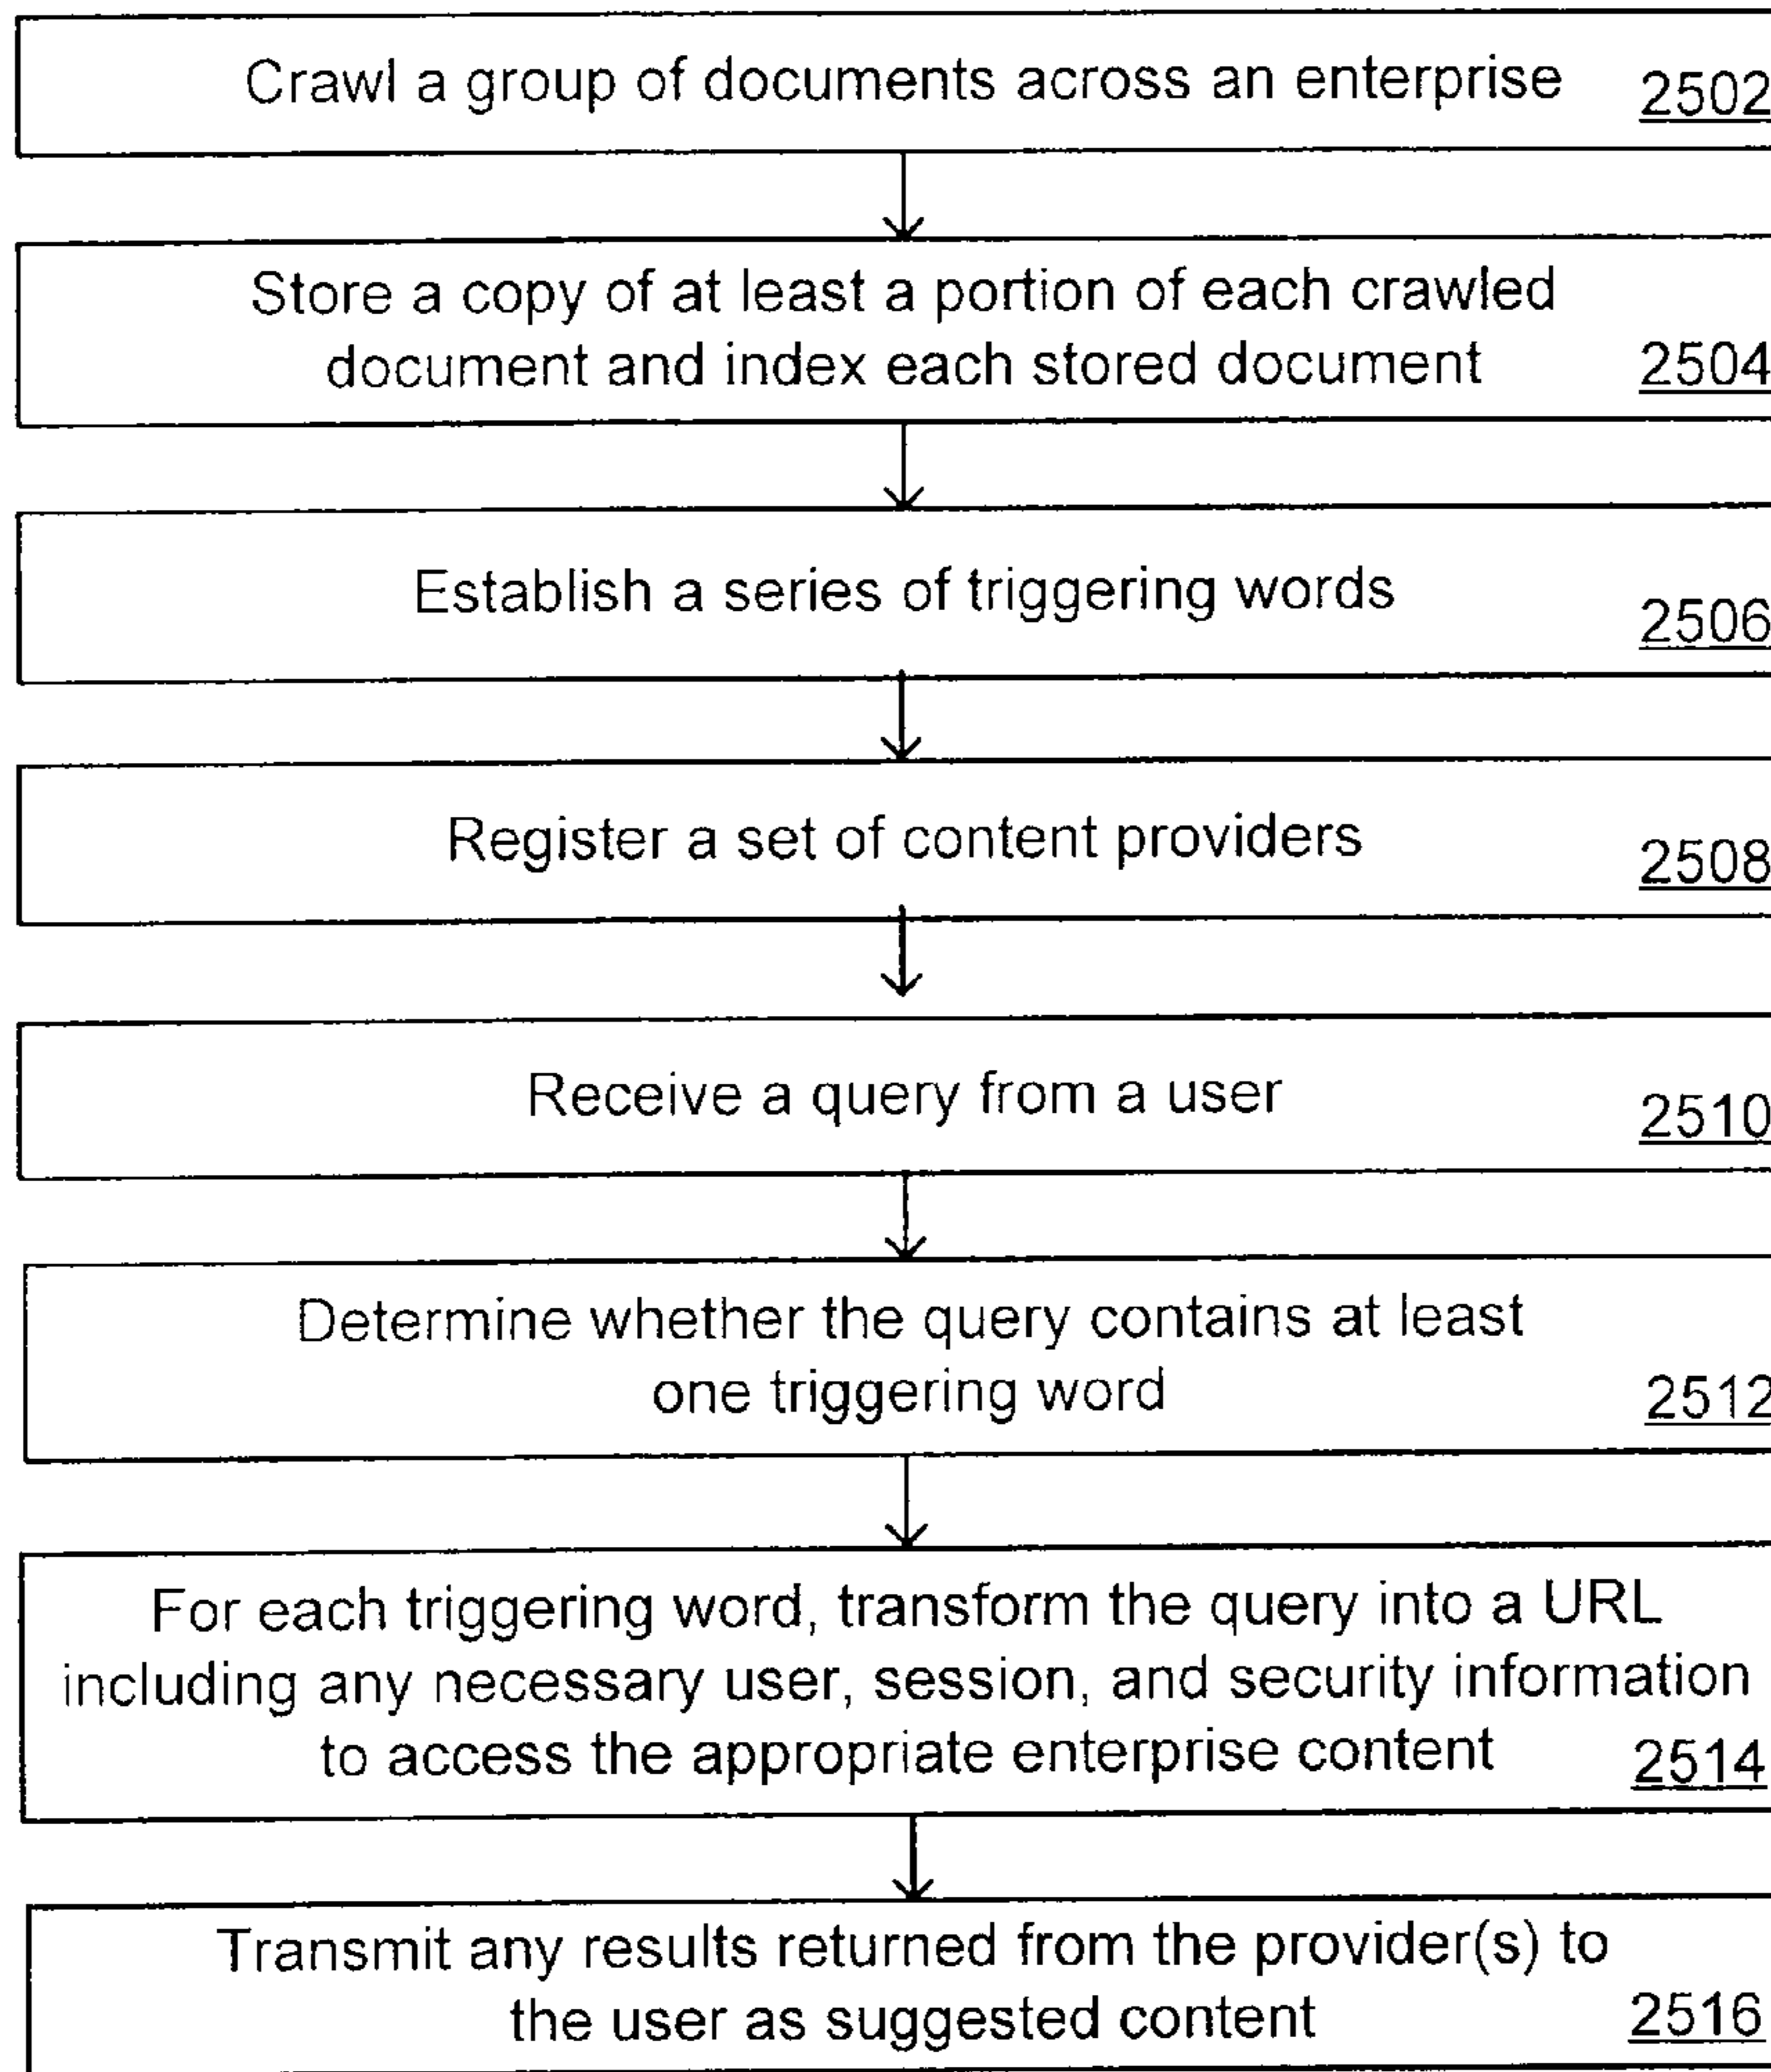 Crawl a group of documents across an enterprise 2502
Store a copy of at least a portion of each crawled
document and index each stored document 2504
Establish a series of triggering words 2506
Register a set of content providers 2508
Receive a query from a user 2510
Determine whether the query contains at least
one triggering word 2512
For each triggering word, transform the query into a URL
including any necessary user, session, and security information
to access the appropriate enterprise content 2514
Transmit any results returned from the provider(s) to
the user as suggested content 2516